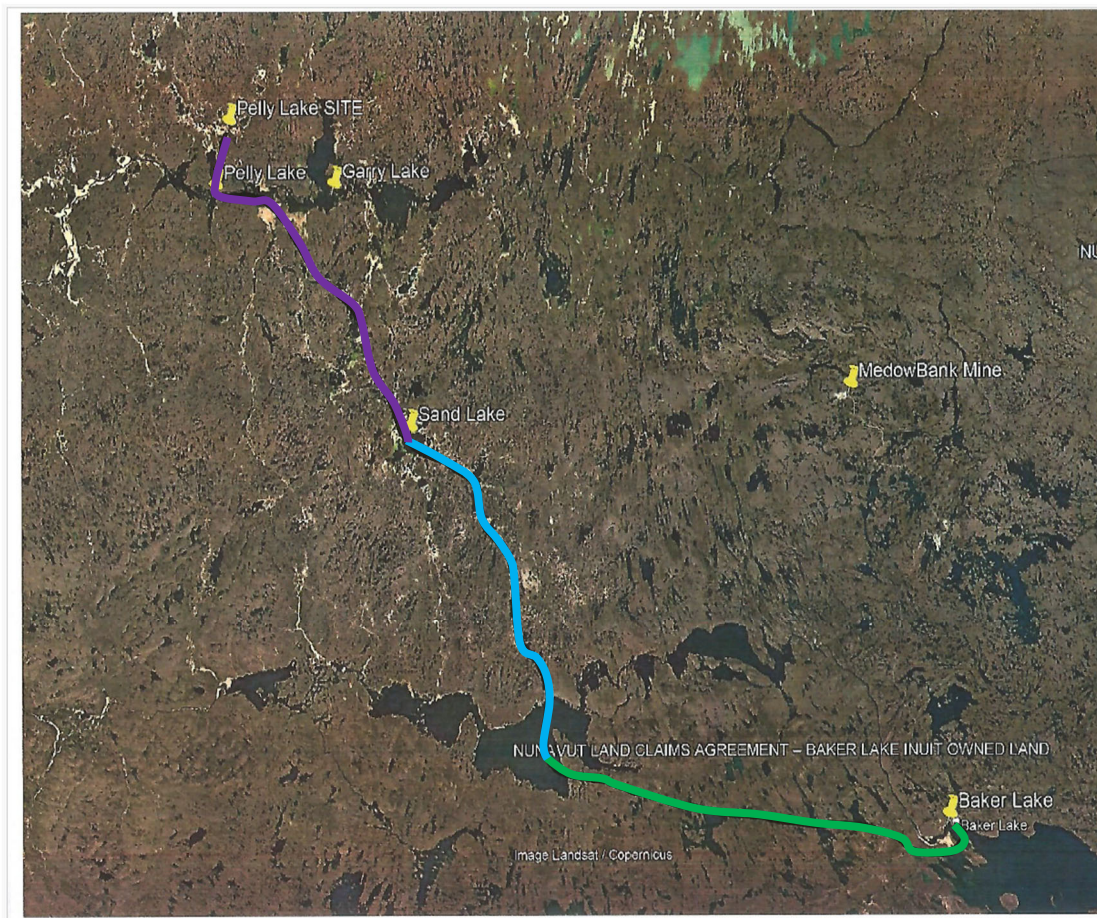 Pelly Lake SITE
Pelly Lake
Garry Lake
NU
MedowBank Mine
Sand Lake
NUNAVUT LAND CLAIMS AGREEMENT – BAKER LAKE INUIT OWNED LAND
Baker Lake
Baker Lake
Image Landsat / Copernicus